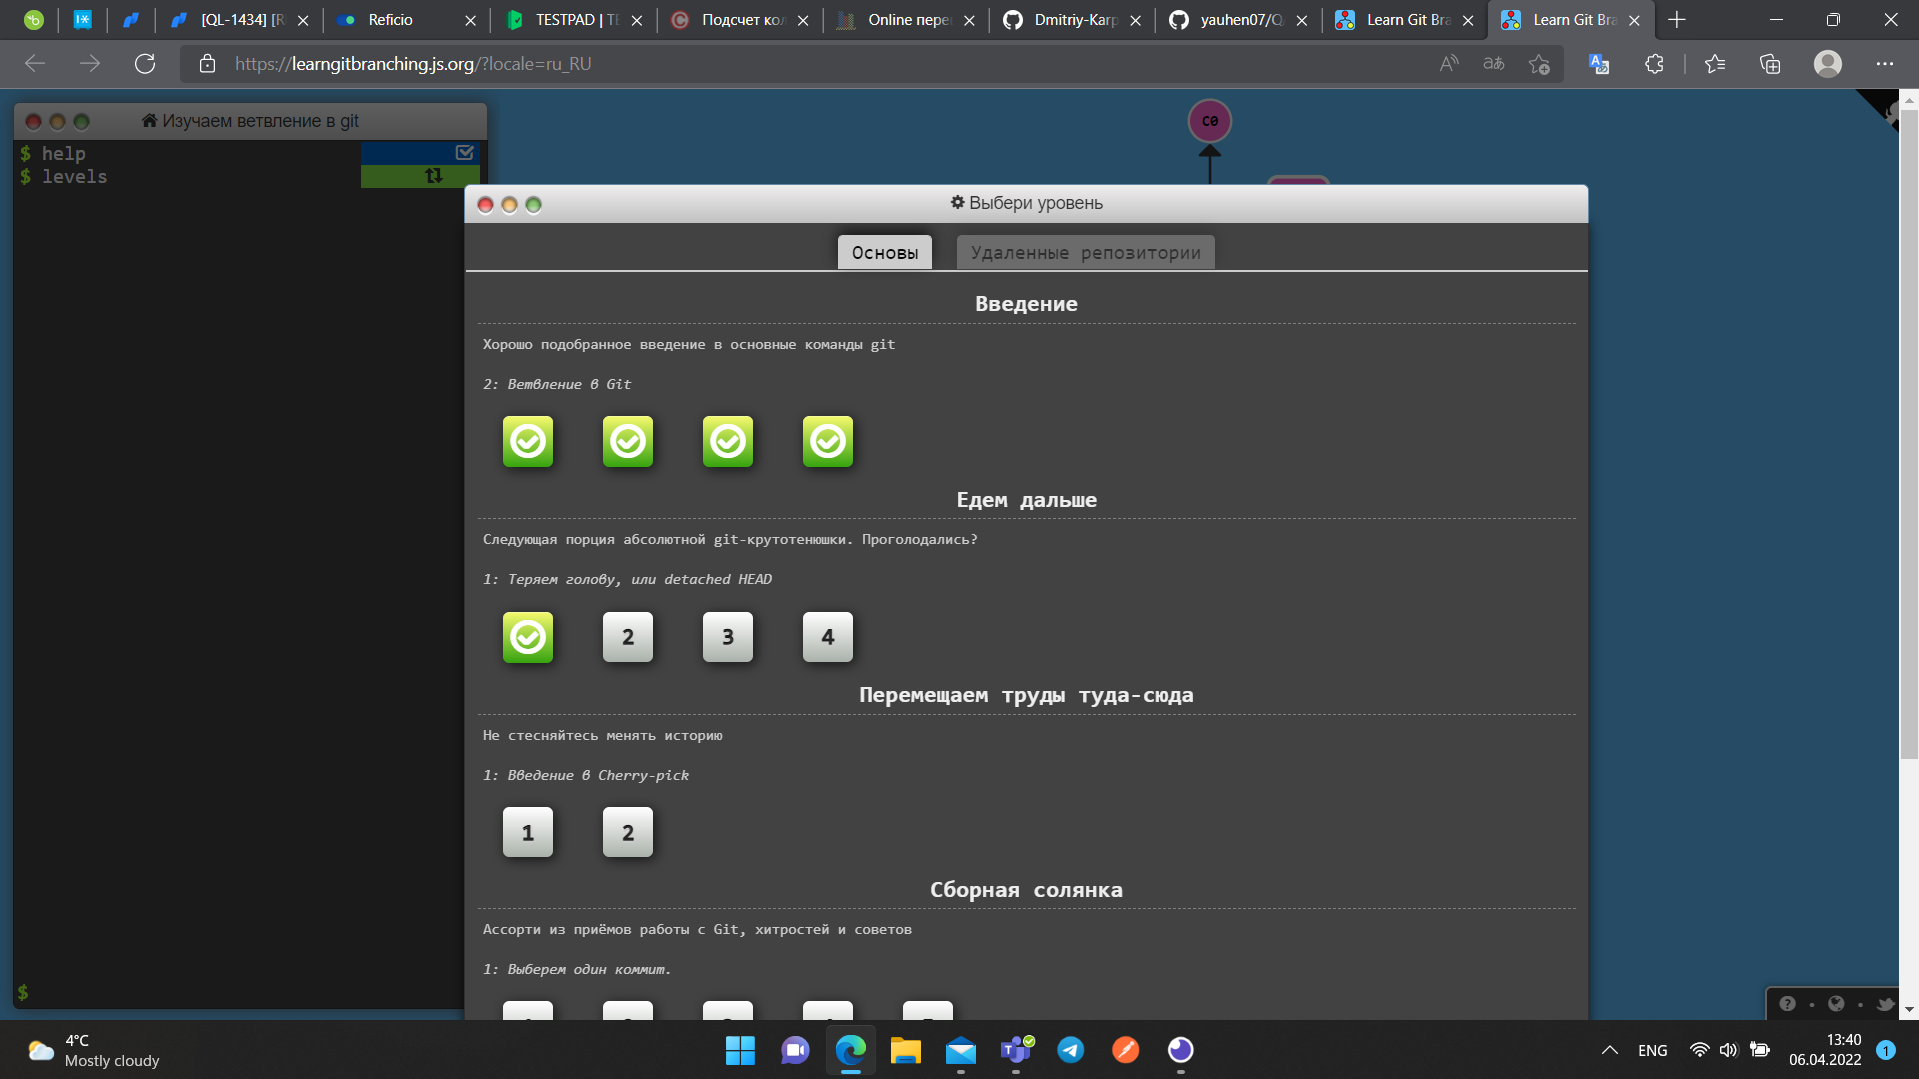 [QL-1434] [R
Reficio
TESTPAD | TE
Подсчет кол
Online пере
Dmitriy-Karp
yauhen07/Q
Learn Git Bra
Learn Git Bra
https://learngitbranching.js.org/?locale=ru_RU
Изучаем ветвление в git
$ help
$ levels
$
C0
Выбери уровень
Основы
Удаленные репозитории
Введение
Хорошо подобранное введение в основные команды git
2: Ветвление в Git
Едем дальше
Следующая порция абсолютной git-крутотенюшки. Проголодались?
1: Теряем голову, или detached HEAD
2 3 4
Перемещаем труды туда-сюда
Не стесняйтесь менять историю
1: Введение в Cherry-pick
1 2
Сборная солянка
Ассорти из приёмов работы с Git, хитростей и советов
1: Выберем один коммит.
4°C
Mostly cloudy
ENG
13:40
06.04.2022
1